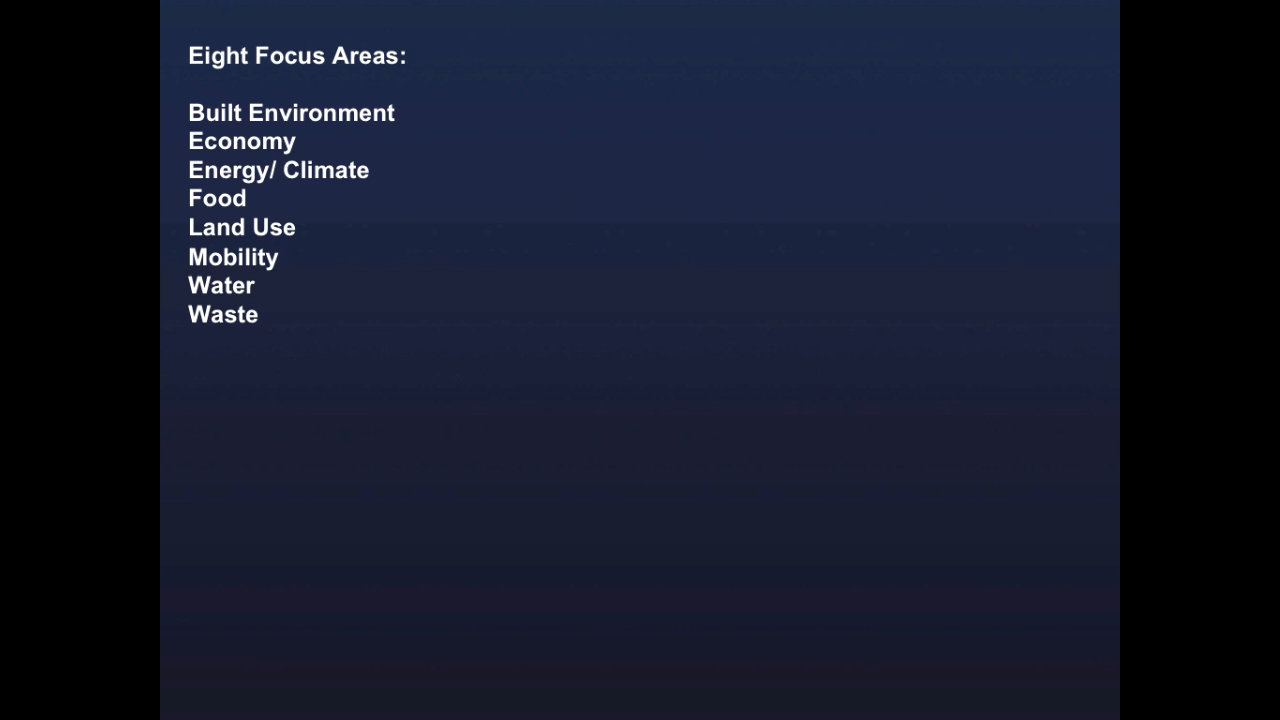 Eight Focus Areas:
Built Environment
Economy
Energy/ Climate
Food
Land Use
Mobility
Water
Waste